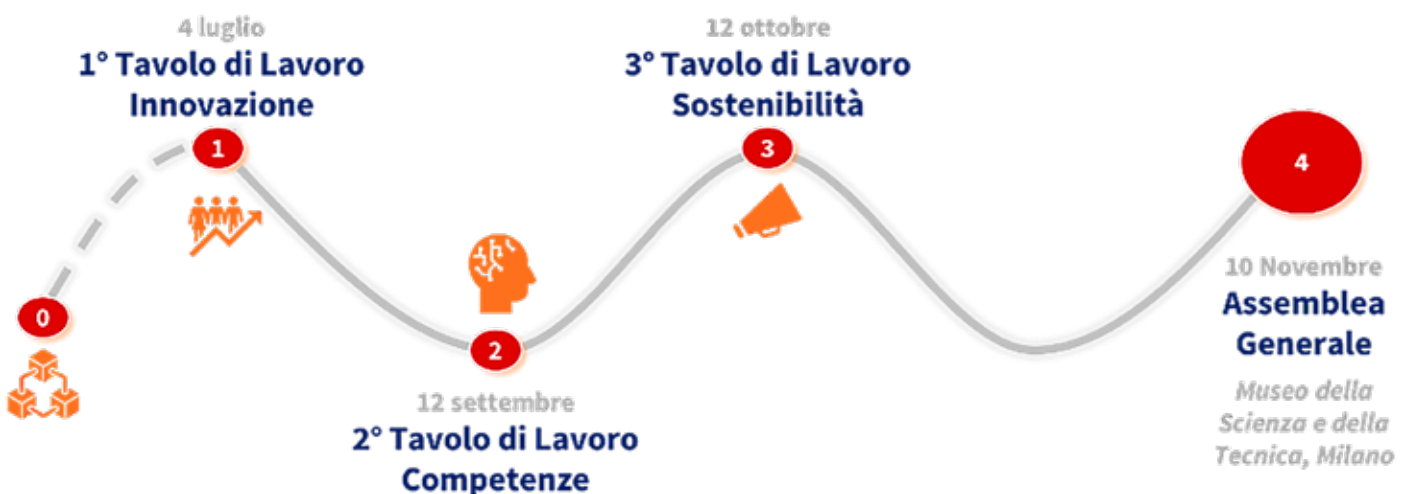 4 luglio
1° Tavolo di Lavoro
Innovazione
12 ottobre
3° Tavolo di Lavoro
Sostenibilità
1
3
4
0
2
10 Novembre
Assemblea
Generale
Museo della
Scienza e della
Tecnica, Milano
12 settembre
2° Tavolo di Lavoro
Competenze